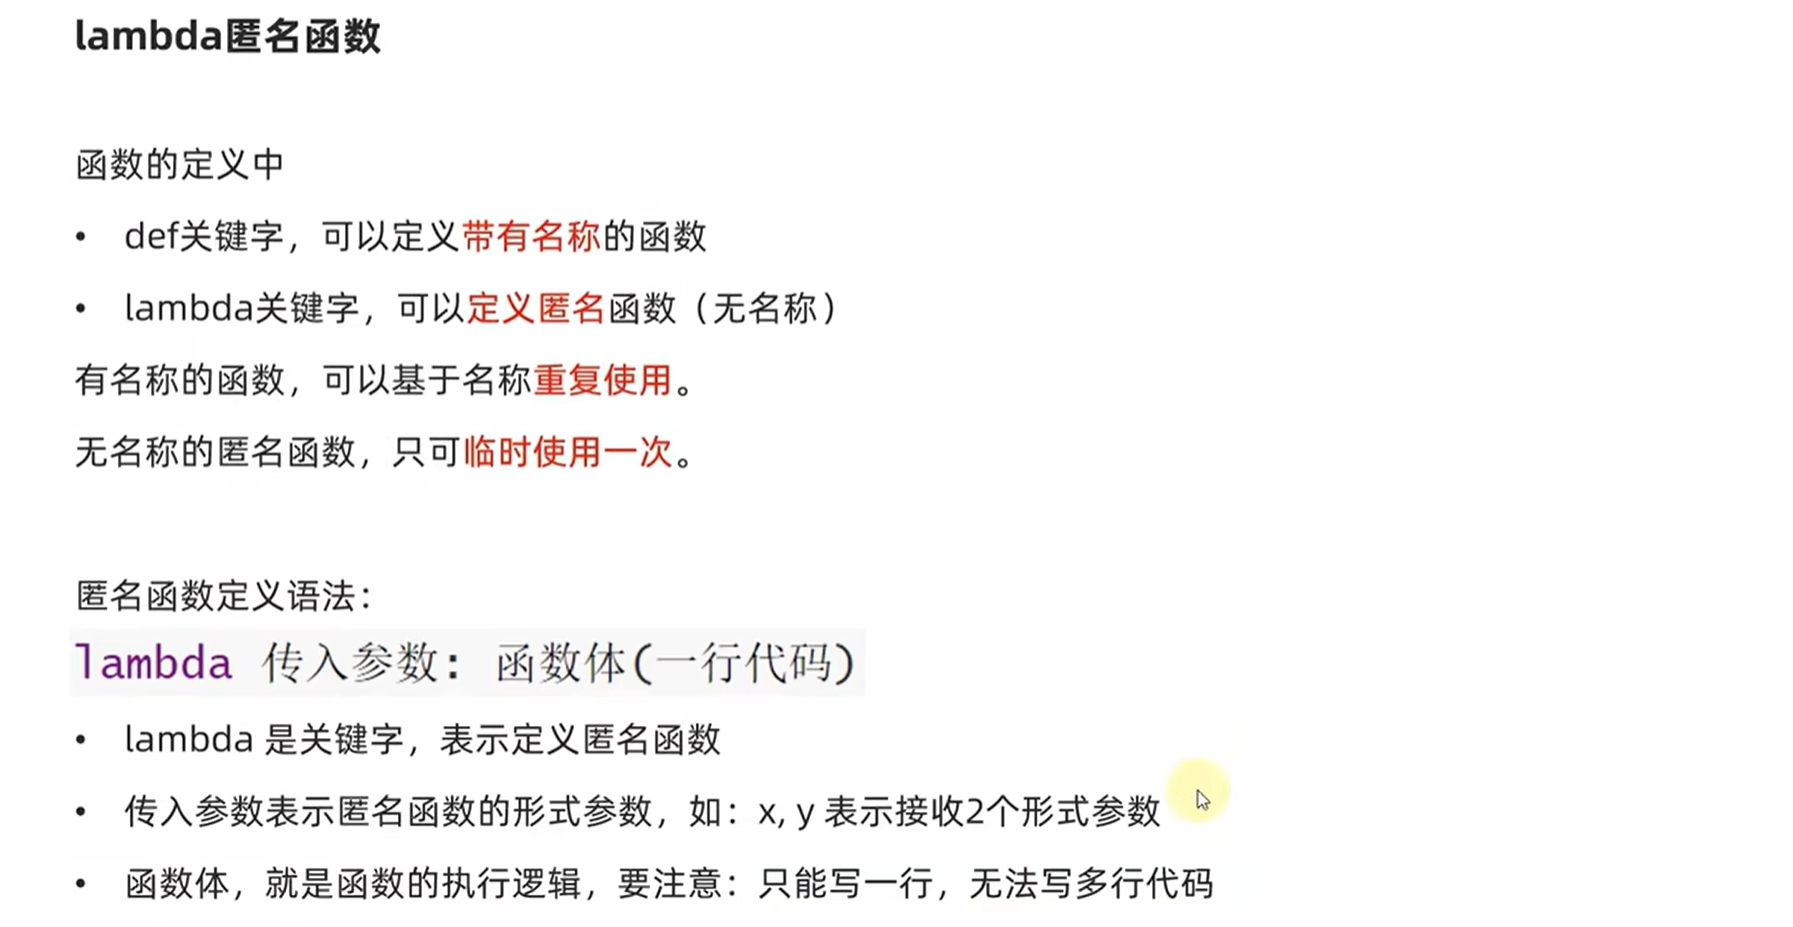 lambda匿名函数
函数的定义中
• def关键字，可以定义带有名称的函数
• lambda关键字，可以定义匿名函数（无名称）
有名称的函数，可以基于名称重复使用。
无名称的匿名函数，只可临时使用一次。
匿名函数定义语法：
lambda 传入参数: 函数体(一行代码)
• lambda 是关键字，表示定义匿名函数
• 传入参数表示匿名函数的形式参数，如：x, y 表示接收2个形式参数
• 函数体，就是函数的执行逻辑，要注意：只能写一行，无法写多行代码